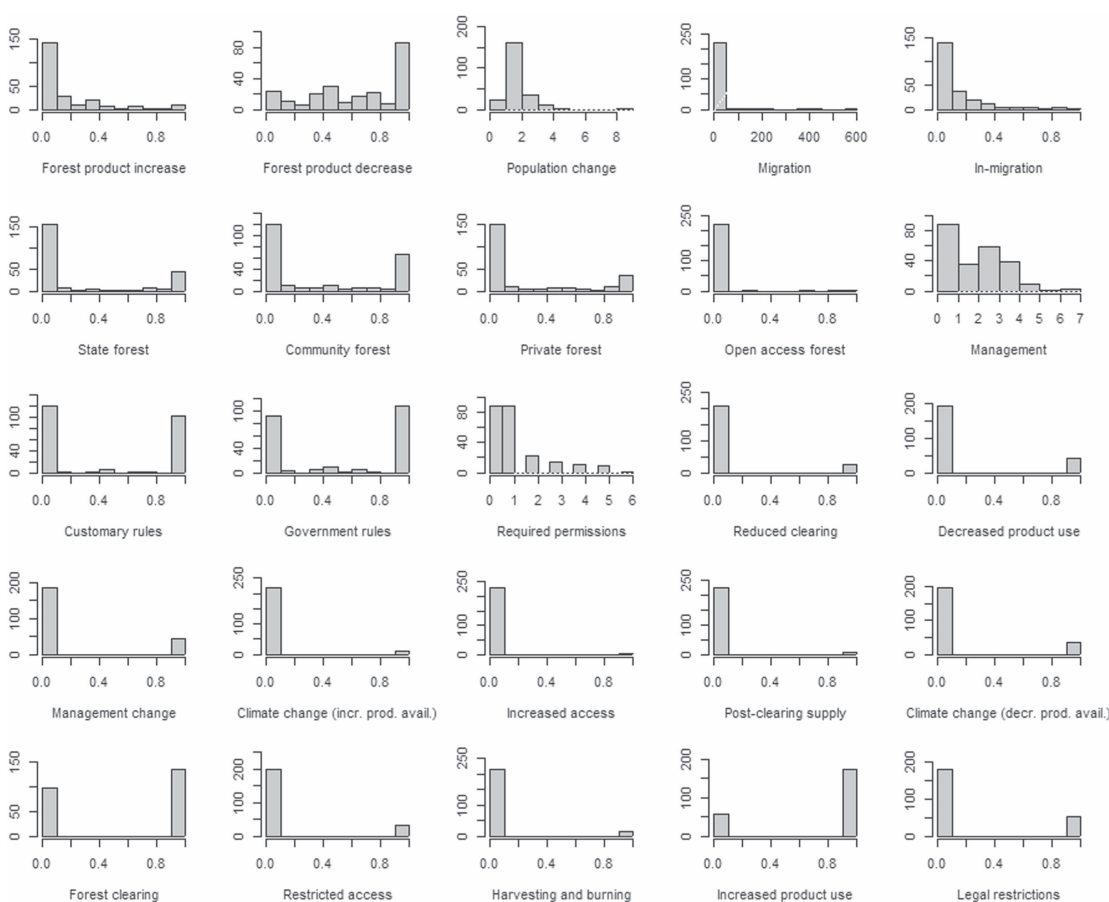 0 50 150
0.0 0.4 0.8
Forest product increase
0 40 80
0.0 0.4 0.8
Forest product decrease
0 100 200
0 2 4 6 8
Population change
0 100 250
0 200 400 600
Migration
0 50 150
0.0 0.4 0.8
In-migration
0 50 150
0.0 0.4 0.8
State forest
0 40 100
0.0 0.4 0.8
Community forest
0 50 150
0.0 0.4 0.8
Private forest
0 100 250
0.0 0.4 0.8
Open access forest
0 40 80
0 1 2 3 4 5 6 7
Management
0 40 100
0.0 0.4 0.8
Customary rules
0 40 100
0.0 0.4 0.8
Government rules
0 40 80
0 1 2 3 4 5 6
Required permissions
0 100 250
0.0 0.4 0.8
Reduced clearing
0 100 200
0.0 0.4 0.8
Decreased product use
0 100 200
0.0 0.4 0.8
Management change
0 100 250
0.0 0.4 0.8
Climate change (incr. prod. avail.)
0 100 250
0.0 0.4 0.8
Increased access
0 100 250
0.0 0.4 0.8
Post-clearing supply
0 100 200
0.0 0.4 0.8
Climate change (decr. prod. avail.)
0 50 150
0.0 0.4 0.8
Forest clearing
0 100 200
0.0 0.4 0.8
Restricted access
0 100 250
0.0 0.4 0.8
Harvesting and burning
0 100 200
0.0 0.4 0.8
Increased product use
0 100 200
0.0 0.4 0.8
Legal restrictions